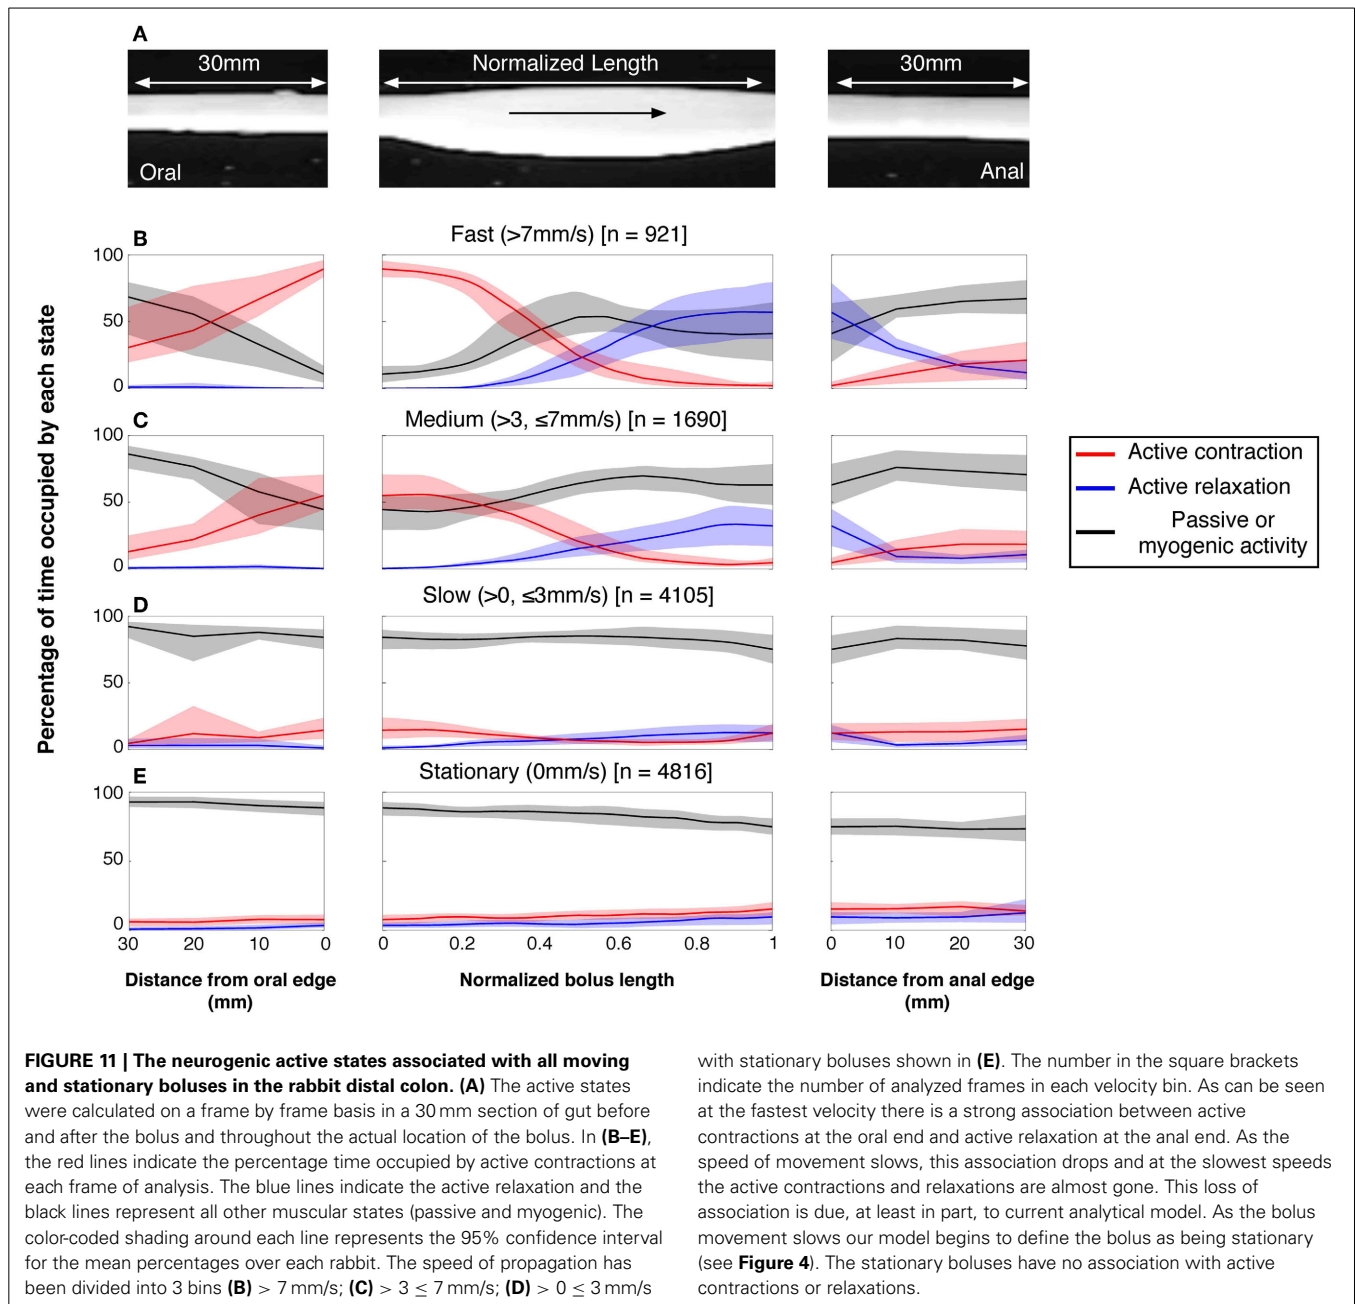 A
30mm
Normalized Length
30mm
Oral
Anal
Percentage of time occupied by each state
B
Fast (>7mm/s) [n = 921]
100
50
0
C
Medium (>3, ≤7mm/s) [n = 1690]
100
50
0
Active contraction
Active relaxation
Passive or
myogenic activity
D
Slow (>0, ≤3mm/s) [n = 4105]
100
50
0
E
Stationary (0mm/s) [n = 4816]
100
50
0
30 20 10 0
0 0.2 0.4 0.6 0.8 1
0 10 20 30
Distance from oral edge
(mm)
Normalized bolus length
Distance from anal edge
(mm)
FIGURE 11 | The neurogenic active states associated with all moving
and stationary boluses in the rabbit distal colon. (A) The active states
were calculated on a frame by frame basis in a 30 mm section of gut before
and after the bolus and throughout the actual location of the bolus. In (B–E),
the red lines indicate the percentage time occupied by active contractions at
each frame of analysis. The blue lines indicate the active relaxation and the
black lines represent all other muscular states (passive and myogenic). The
color-coded shading around each line represents the 95% confidence interval
for the mean percentages over each rabbit. The speed of propagation has
been divided into 3 bins (B) > 7 mm/s; (C) > 3 ≤ 7 mm/s; (D) > 0 ≤ 3 mm/s
with stationary boluses shown in (E). The number in the square brackets
indicate the number of analyzed frames in each velocity bin. As can be seen
at the fastest velocity there is a strong association between active
contractions at the oral end and active relaxation at the anal end. As the
speed of movement slows, this association drops and at the slowest speeds
the active contractions and relaxations are almost gone. This loss of
association is due, at least in part, to current analytical model. As the bolus
movement slows our model begins to define the bolus as being stationary
(see Figure 4). The stationary boluses have no association with active
contractions or relaxations.